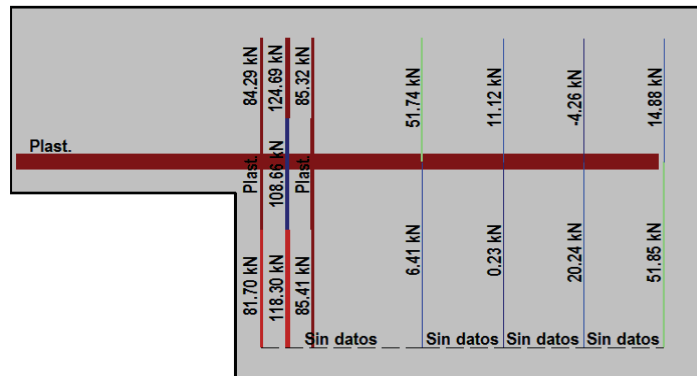 84.29 kN
124.69 kN
85.32 kN
51.74 kN
11.12 kN
-4.26 kN
14.88 kN
Plast.
Plast.
108.66 kN
Plast.
81.70 kN
118.30 kN
85.41 kN
6.41 kN
0.23 kN
20.24 kN
51.85 kN
Sin datos
Sin datos
Sin datos
Sin datos